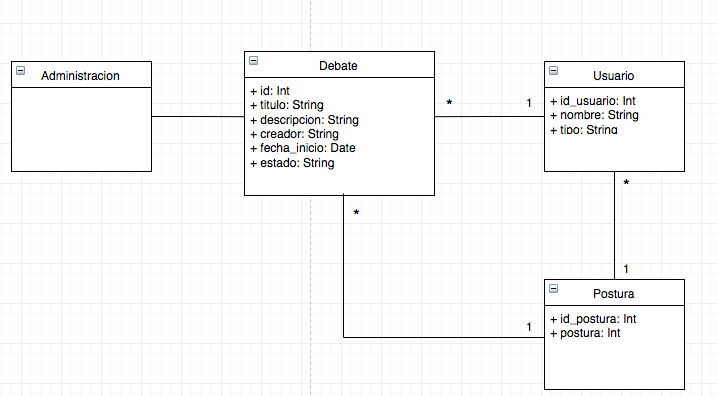 Administracion
Debate
+ id: Int
+ titulo: String
+ descripcion: String
+ creador: String
+ fecha_inicio: Date
+ estado: String
* 1
Usuario
+ id_usuario: Int
+ nombre: String
+ tipo: String
*
1
*
1
Postura
+ id_postura: Int
+ postura: Int